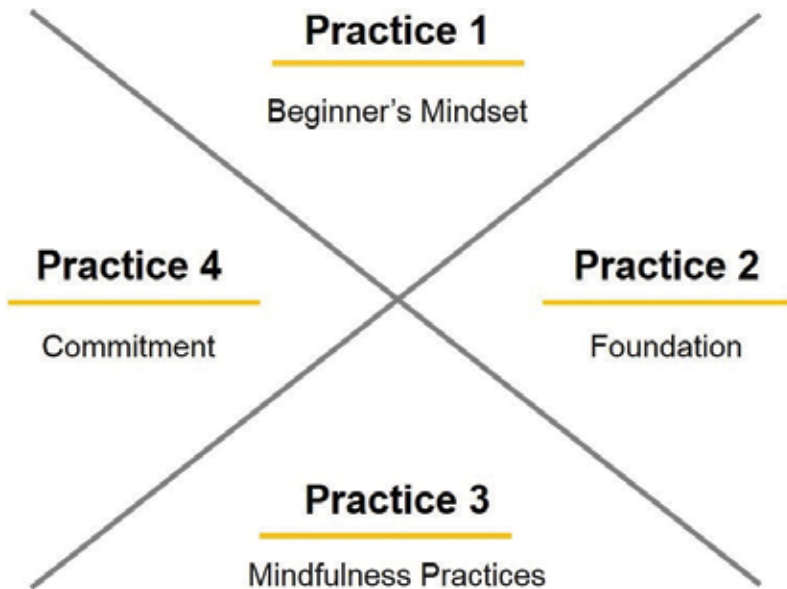 Practice 1
Beginner’s Mindset
Practice 4
Commitment
Practice 2
Foundation
Practice 3
Mindfulness Practices